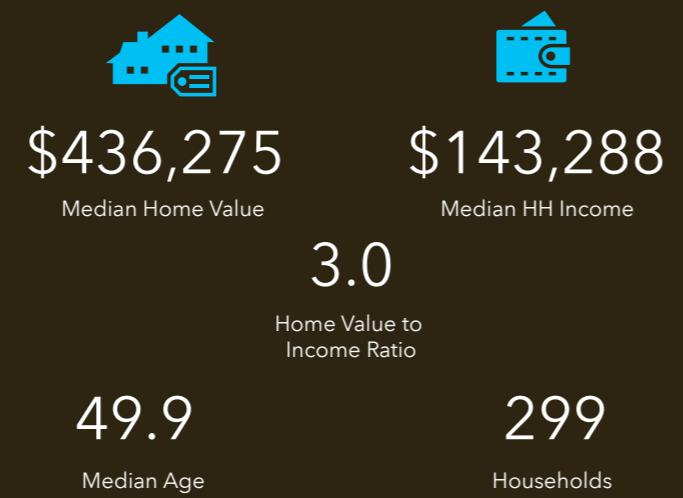 $436,275
$143,288
Median Home Value
Median HH Income
3.0
Home Value to
Income Ratio
49.9
299
Median Age
Households